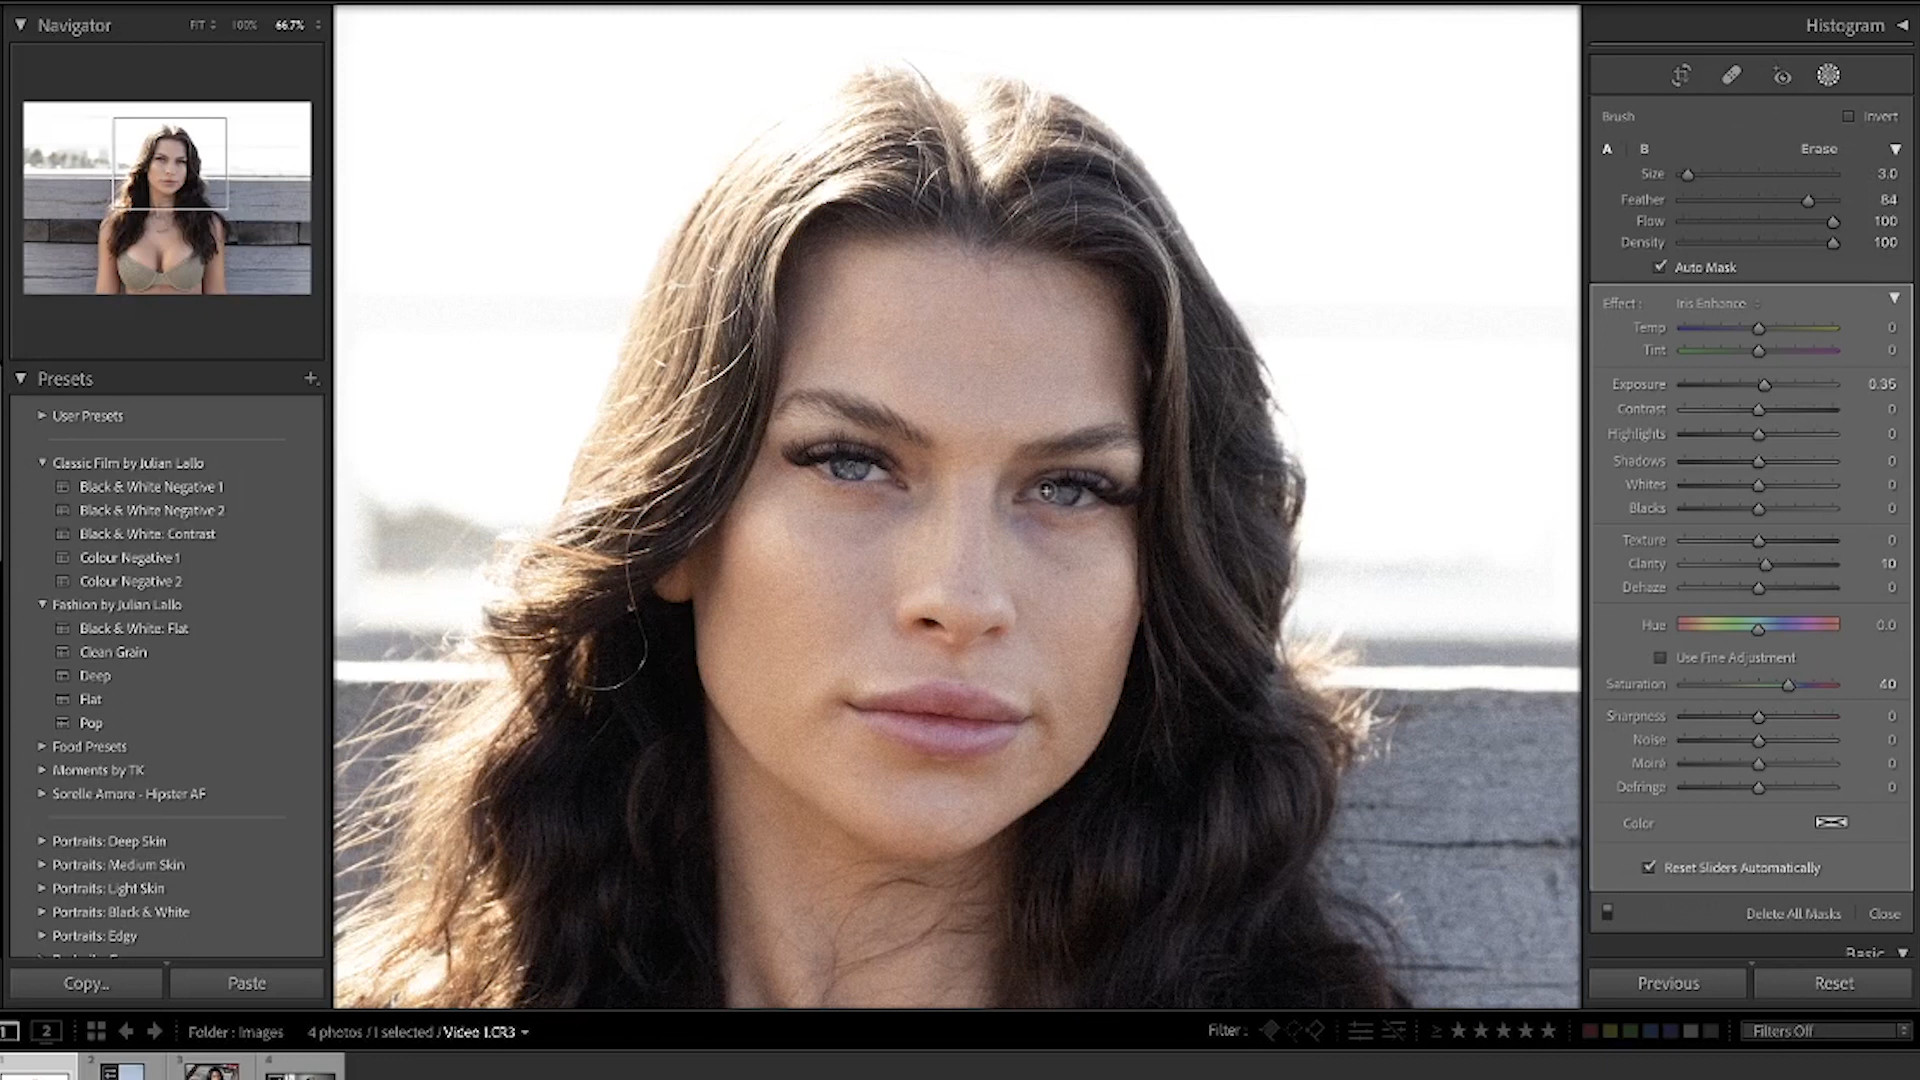 Navigator FIT 100% 66.7%
Presets +
User Presets
Classic Film by Julian Lallo
Black & White Negative 1
Black & White Negative 2
Black & White: Contrast
Colour Negative 1
Colour Negative 2
Fashion by Julian Lallo
Black & White: Flat
Clean Grain
Deep
Flat
Pop
Food Presets
Moments by TK
Sorelle Amore - Hipster AF
Portraits: Deep Skin
Portraits: Medium Skin
Portraits: Light Skin
Portraits: Black & White
Portraits: Edgy
Copy... Paste
Histogram
Brush Invert
A B Erase
Size 3.0
Feather 84
Flow 100
Density 100
Auto Mask
Effect : Iris Enhance
Temp 0
Tint 0
Exposure 0.35
Contrast 0
Highlights 0
Shadows 0
Whites 0
Blacks 0
Texture 0
Clarity 10
Dehaze 0
Hue 0.0
Use Fine Adjustment
Saturation 40
Sharpness 0
Noise 0
Moiré 0
Defringe 0
Color
Reset Sliders Automatically
Delete All Masks Close
Basic
Previous Reset
1 2 Folder : Images 4 photos / 1 selected / Video 1.CR3 Filter : ≥ Filters Off
1 2 3 4